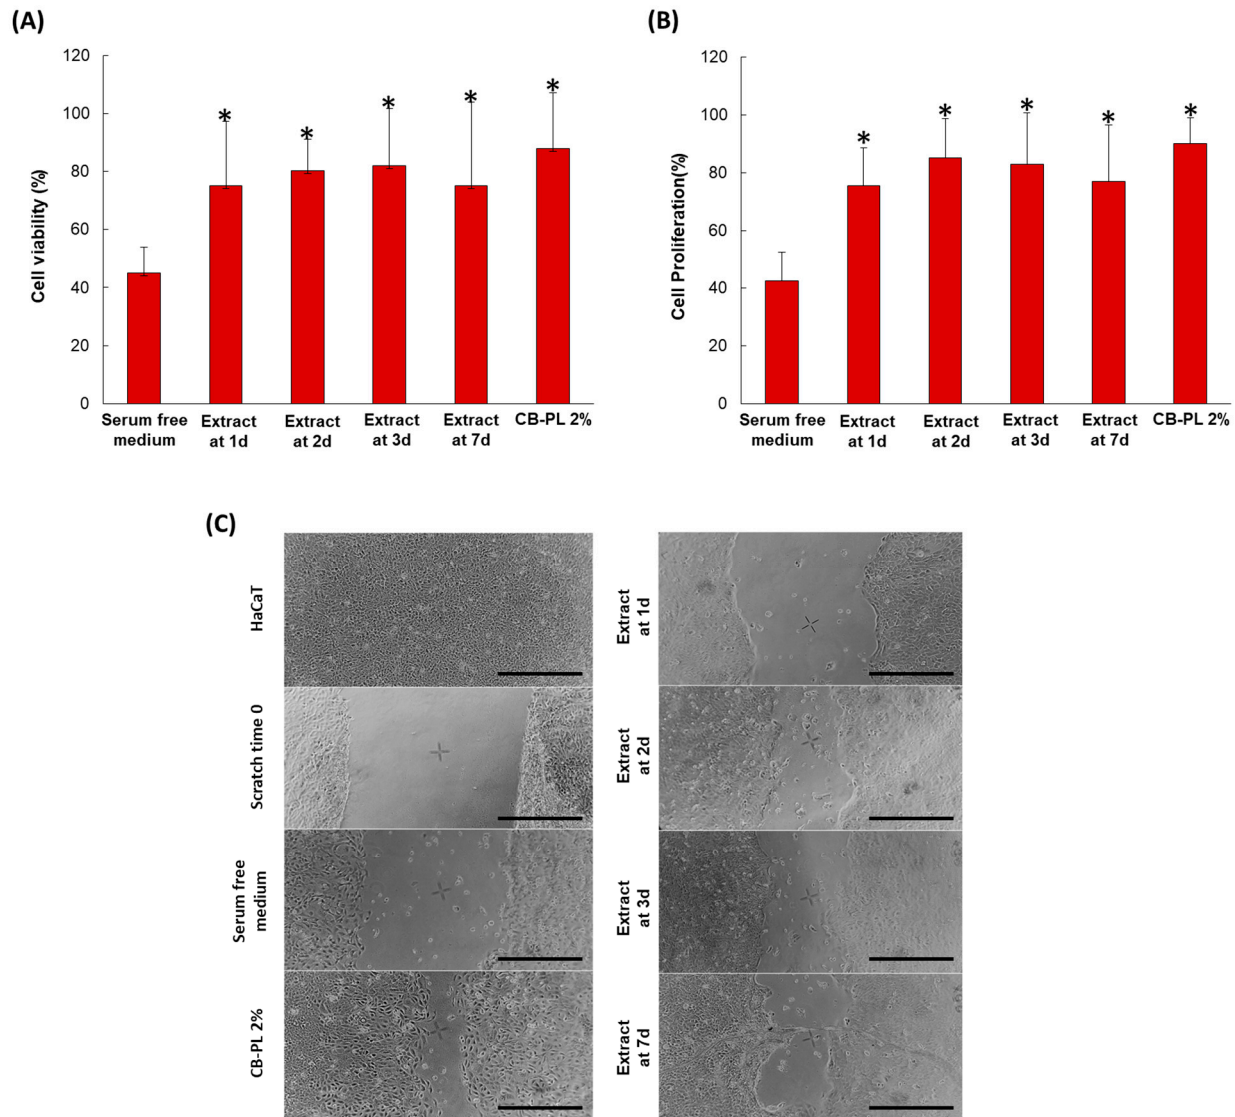 (A)
120
100
80
60
40
20
0
Cell viability (%)
*
*
*
*
*
Serum free
medium
Extract
at 1d
Extract
at 2d
Extract
at 3d
Extract
at 7d
CB-PL 2%
(B)
120
100
80
60
40
20
0
Cell Proliferation(%)
*
*
*
*
*
Serum free
medium
Extract
at 1d
Extract
at 2d
Extract
at 3d
Extract
at 7d
CB-PL 2%
(C)
HaCaT
Scratch time 0
Serum free
medium
CB-PL 2%
Extract
at 1d
Extract
at 2d
Extract
at 3d
Extract
at 7d